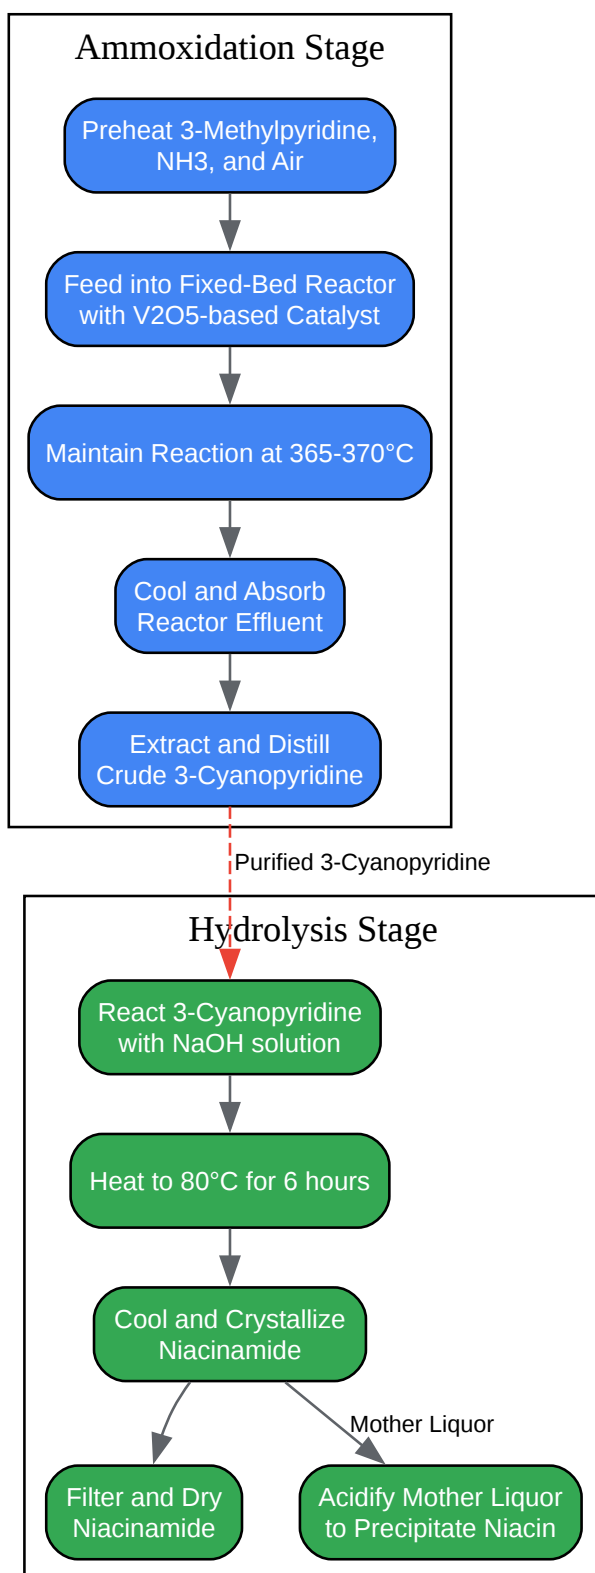 Ammoxidation Stage
Preheat 3-Methylpyridine,
NH3, and Air
Feed into Fixed-Bed Reactor
with V2O5-based Catalyst
Maintain Reaction at 365-370°C
Cool and Absorb
Reactor Effluent
Extract and Distill
Crude 3-Cyanopyridine
Purified 3-Cyanopyridine
Hydrolysis Stage
React 3-Cyanopyridine
with NaOH solution
Heat to 80°C for 6 hours
Cool and Crystallize
Niacinamide
Mother Liquor
Filter and Dry
Niacinamide
Acidify Mother Liquor
to Precipitate Niacin